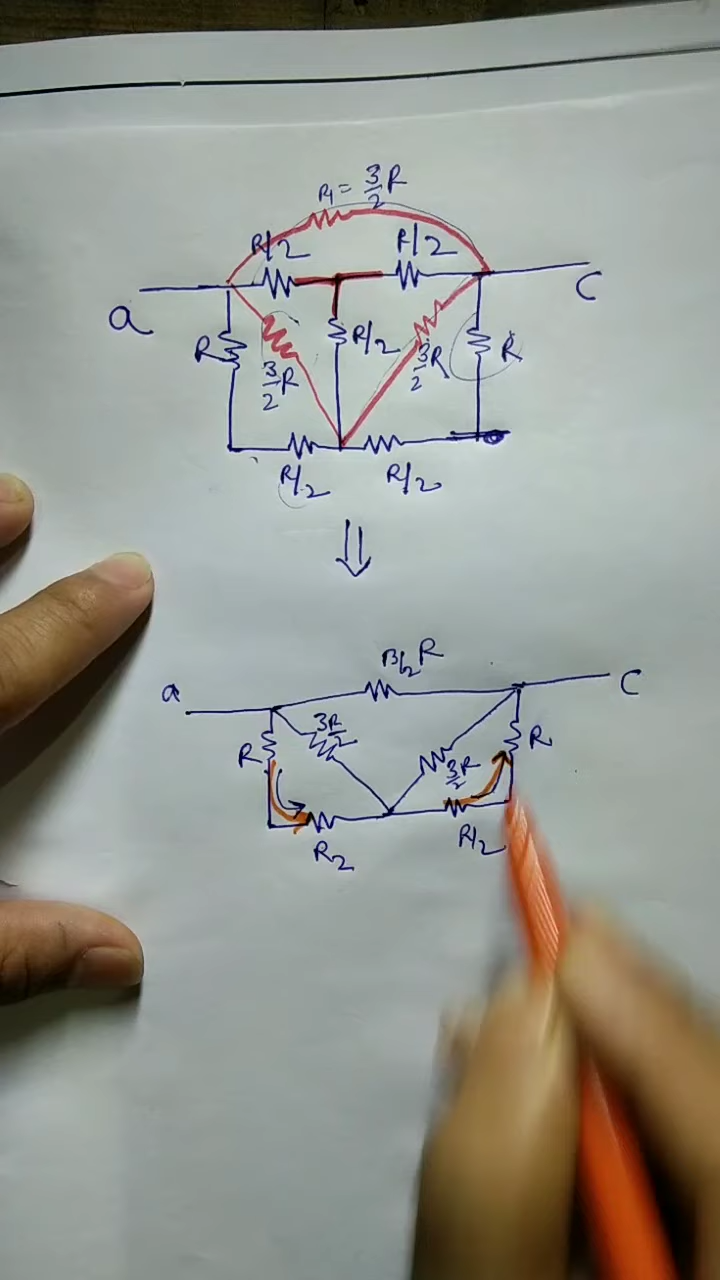 R1 = 3/2 R
R/2 R/2
a C
R R/2 R
3/2 R 3/2 R
R/2 R/2
⇓
a 3/2 R C
R 3R/2 3R/2 R
R/2 R/2